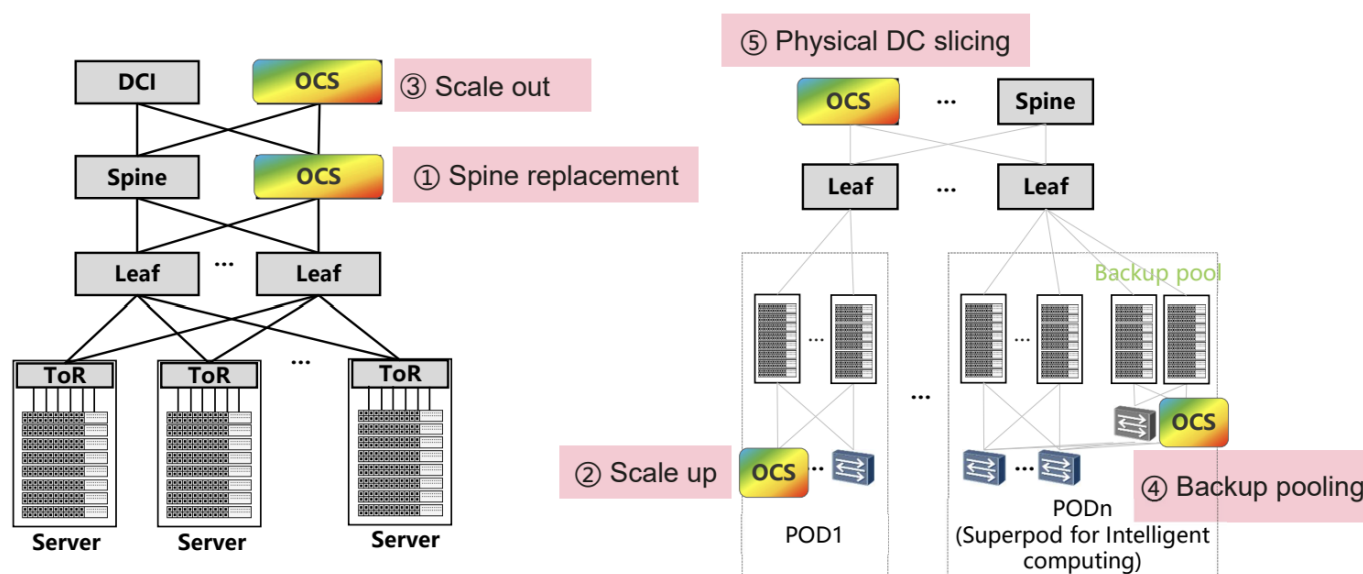 ⑤ Physical DC slicing
DCI
OCS
③ Scale out
OCS
...
Spine
Spine
OCS
① Spine replacement
Leaf
...
Leaf
Leaf
...
Leaf
Backup pool
ToR
ToR
...
ToR
...
...
...
...
OCS
② Scale up
OCS
...
...
④ Backup pooling
Server
Server
Server
POD1
PODn
(Superpod for Intelligent
computing)